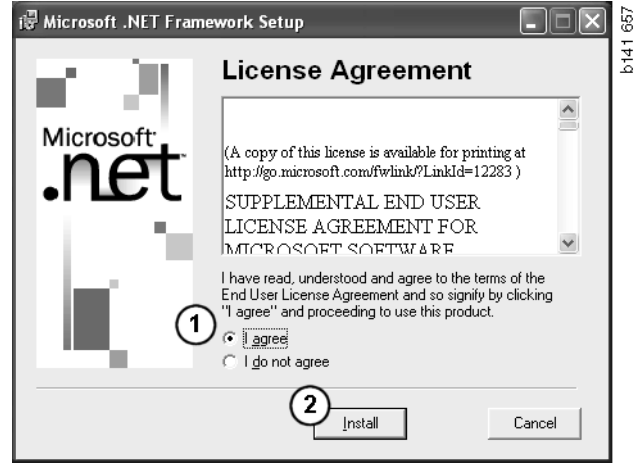 Microsoft .NET Framework Setup
b141 657
License Agreement
Microsoft
.net
(A copy of this license is available for printing at
http://go.microsoft.com/fwlink/?LinkId=12283 )
SUPPLEMENTAL END USER
LICENSE AGREEMENT FOR
MICROSOFT SOFTWARE
I have read, understood and agree to the terms of the
End User License Agreement and so signify by clicking
"I agree" and proceeding to use this product.
1
I agree
I do not agree
2
Install
Cancel